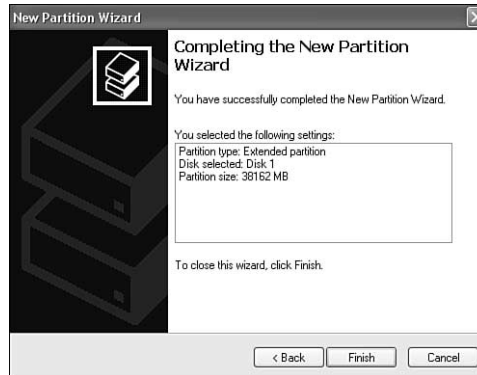 New Partition Wizard
Completing the New Partition
Wizard
You have successfully completed the New Partition Wizard.
You selected the following settings:
Partition type: Extended partition
Disk selected: Disk 1
Partition size: 38162 MB
To close this wizard, click Finish.
< Back
Finish
Cancel